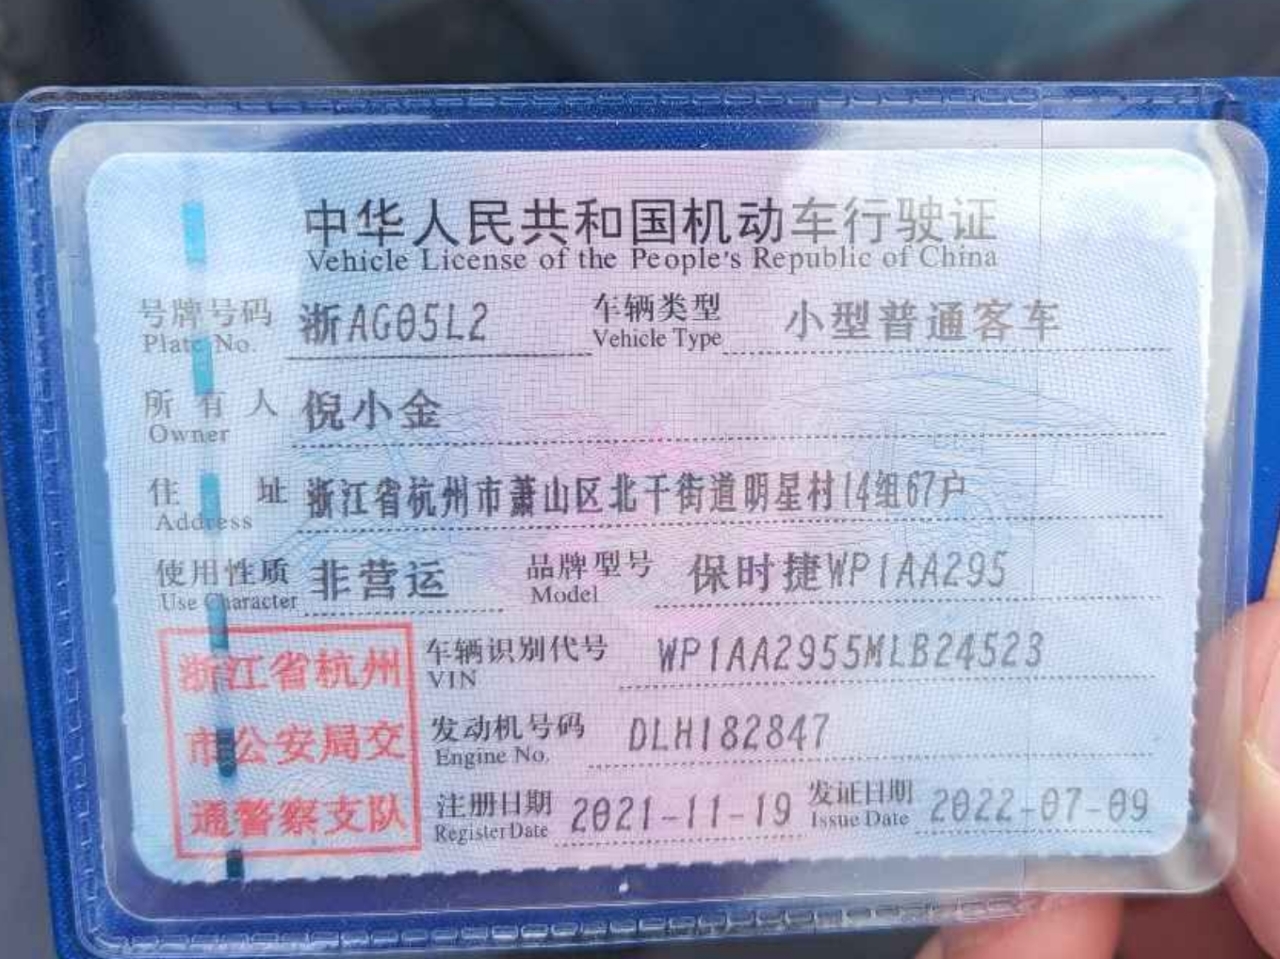 中华人民共和国机动车行驶证
Vehicle License of the People's Republic of China
号牌号码 浙AG05L2 车辆类型 小型普通客车
Plate No. Vehicle Type
所有人 倪小金
Owner
住址 浙江省杭州市萧山区北干街道明星村14组67户
Address
使用性质 非营运 品牌型号 保时捷WP1AA295
Use Character Model
浙江省杭州 车辆识别代号 WP1AA2955MLB24523
VIN
市公安局交 发动机号码 DLH182847
Engine No.
通警察支队 注册日期 2021-11-19 发证日期 2022-07-09
Register Date Issue Date